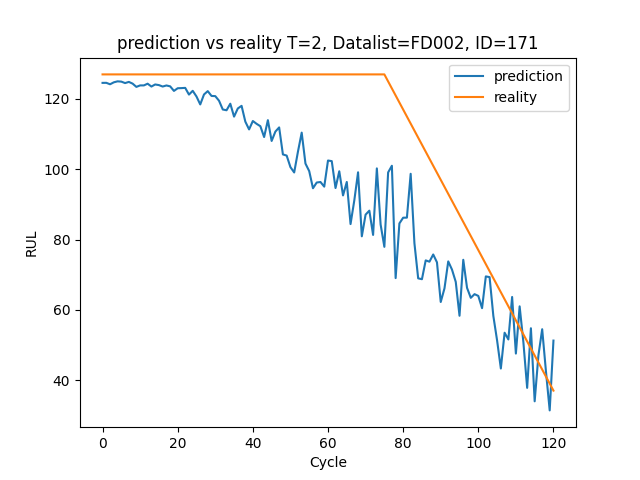 prediction vs reality T=2, Datalist=FD002, ID=171
prediction
reality
120
100
80
60
40
RUL
0 20 40 60 80 100 120
Cycle